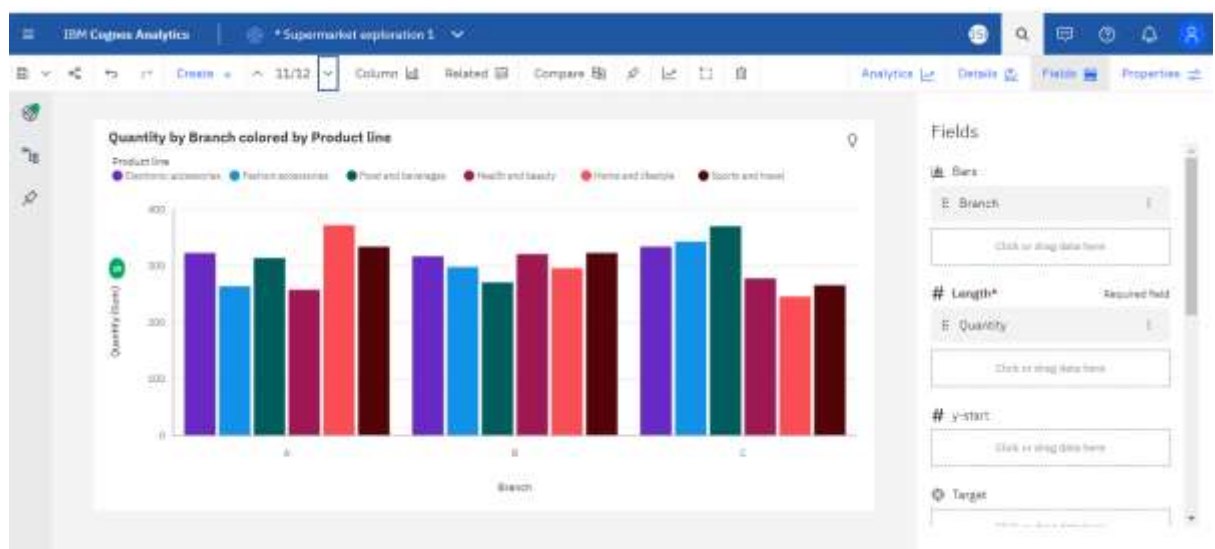 IBM Cognos Analytics
* Supermarket exploration 1
JS
Create
11/12
Column
Related
Compare
Analytics
Details
Fields
Properties
Quantity by Branch colored by Product line
Product line
Electronic accessories
Fashion accessories
Food and beverages
Health and beauty
Home and lifestyle
Sports and travel
400
300
200
100
0
Quantity (Sum)
A
B
C
Branch
Fields
Bars
Branch
Click or drag data here
# Length*
Required field
Quantity
Click or drag data here
# y-start
Click or drag data here
Target